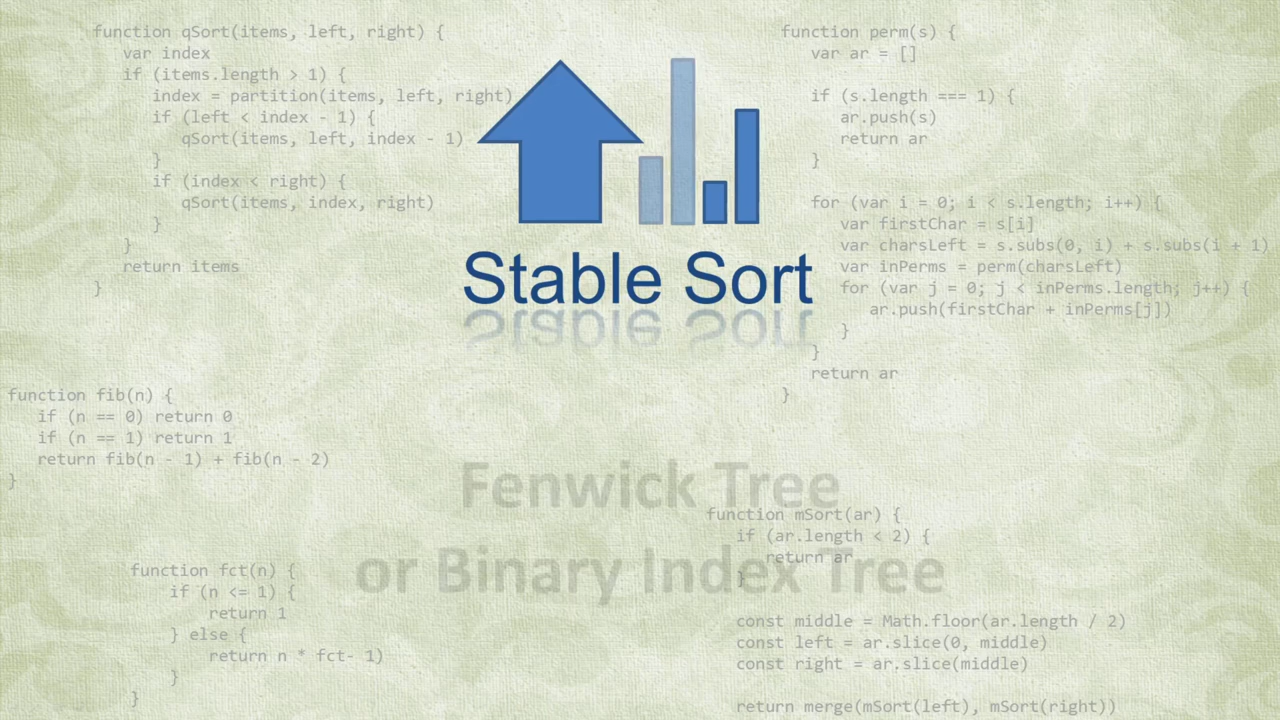 function qSort(items, left, right) {
var index
if (items.length > 1) {
index = partition(items, left, right)
if (left < index - 1) {
qSort(items, left, index - 1)
}
if (index < right) {
qSort(items, index, right)
}
}
return items
}
function perm(s) {
var ar = []
if (s.length === 1) {
ar.push(s)
return ar
}
for (var i = 0; i < s.length; i++) {
var firstChar = s[i]
var charsLeft = s.subs(0, i) + s.subs(i + 1)
var inPerms = perm(charsLeft)
for (var j = 0; j < inPerms.length; j++) {
ar.push(firstChar + inPerms[j])
}
}
return ar
}
Stable Sort
function fib(n) {
if (n == 0) return 0
if (n == 1) return 1
return fib(n - 1) + fib(n - 2)
}
Fenwick Tree
or Binary Index Tree
function fct(n) {
if (n <= 1) {
return 1
} else {
return n * fct- 1)
}
}
function mSort(ar) {
if (ar.length < 2) {
return ar
}
const middle = Math.floor(ar.length / 2)
const left = ar.slice(0, middle)
const right = ar.slice(middle)
return merge(mSort(left), mSort(right))